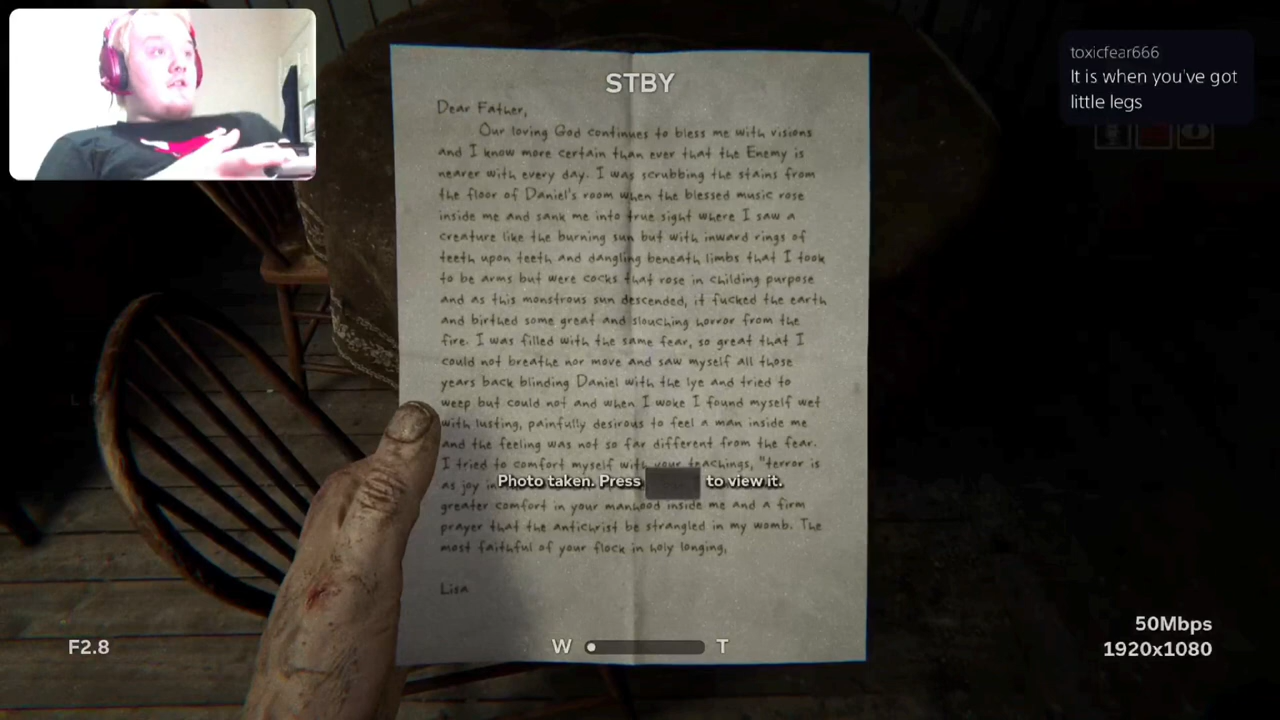 toxicfear666
It is when you've got
little legs
STBY
Dear Father,
Our loving God continues to bless me with visions
and I know more certain than ever that the Enemy is
nearer with every day. I was scrubbing the stains from
the floor of Daniel's room when the blessed music rose
inside me and sank me into true sight where I saw a
creature like the burning sun but with inward rings of
teeth upon teeth and dangling beneath limbs that I took
to be arms but were cocks that rose in childing purpose
and as this monstrous sun descended, it fucked the earth
and birthed some great and slouching horror from the
fire. I was filled with the same fear, so great that I
could not breathe nor move and saw myself all those
years back blinding Daniel with the lye and tried to
weep but could not and when I woke I found myself wet
with lusting, painfully desirous to feel a man inside me
and the feeling was not so far different from the fear.
I tried to comfort myself with your teachings, "terror is
as joy in
Photo taken. Press to view it.
greater comfort in your manhood inside me and a firm
prayer that the antichrist be strangled in my womb. The
most faithful of your flock in holy longing,
Lisa
F2.8
W T
50Mbps
1920x1080